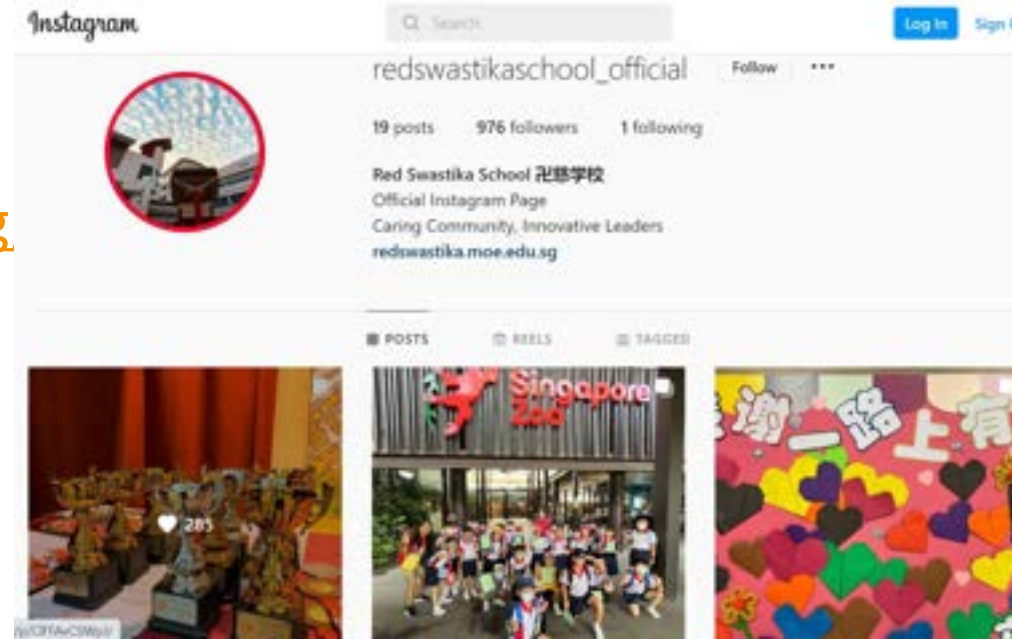 Instagram
Search
Log In Sign
redswastikaschool_official Follow
19 posts 976 followers 1 following
Red Swastika School 卍慈学校
Official Instagram Page
Caring Community, Innovative Leaders
redswastika.moe.edu.sg
g
POSTS REELS TAGGED
285
Singapore
Zoo
谢一路上有